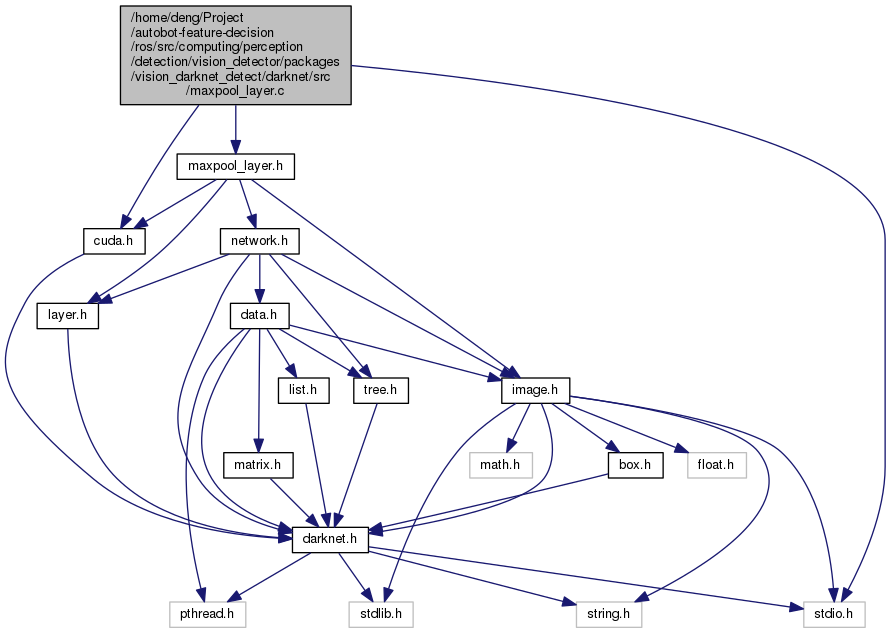 /home/deng/Project
/autobot-feature-decision
/ros/src/computing/perception
/detection/vision_detector/packages
/vision_darknet_detect/darknet/src
/maxpool_layer.c
maxpool_layer.h
cuda.h
network.h
layer.h
data.h
list.h
tree.h
image.h
matrix.h
math.h
box.h
float.h
darknet.h
pthread.h
stdlib.h
string.h
stdio.h